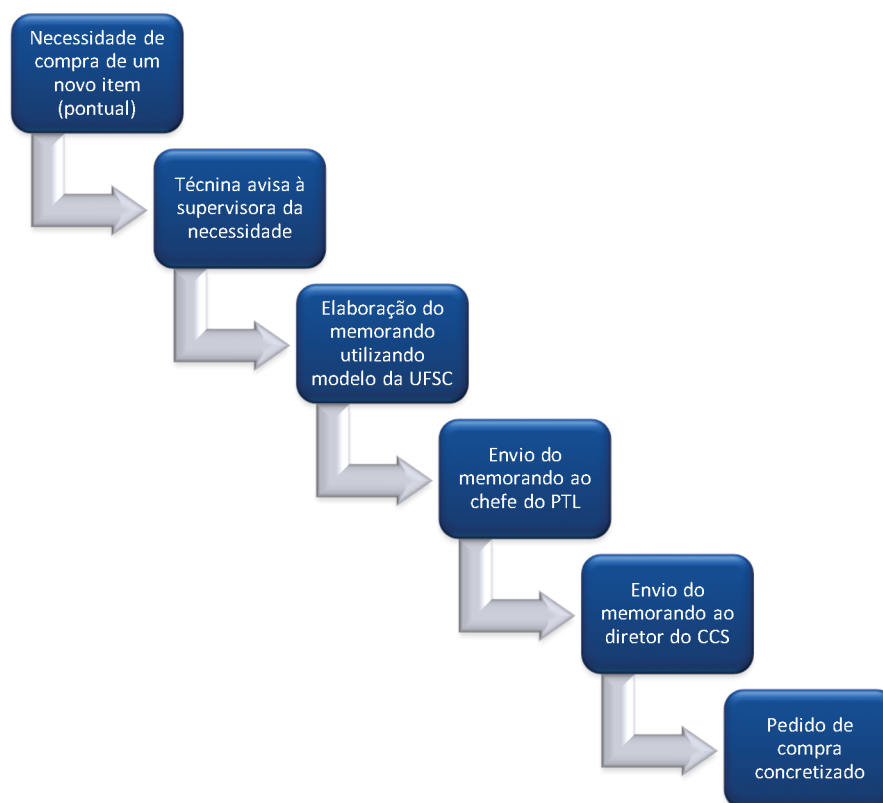 Necessidade de
compra de um
novo item
(pontual)
Técnina avisa à
supervisora da
necessidade
Elaboração do
memorando
utilizando
modelo da UFSC
Envio do
memorando ao
chefe do PTL
Envio do
memorando ao
diretor do CCS
Pedido de
compra
concretizado